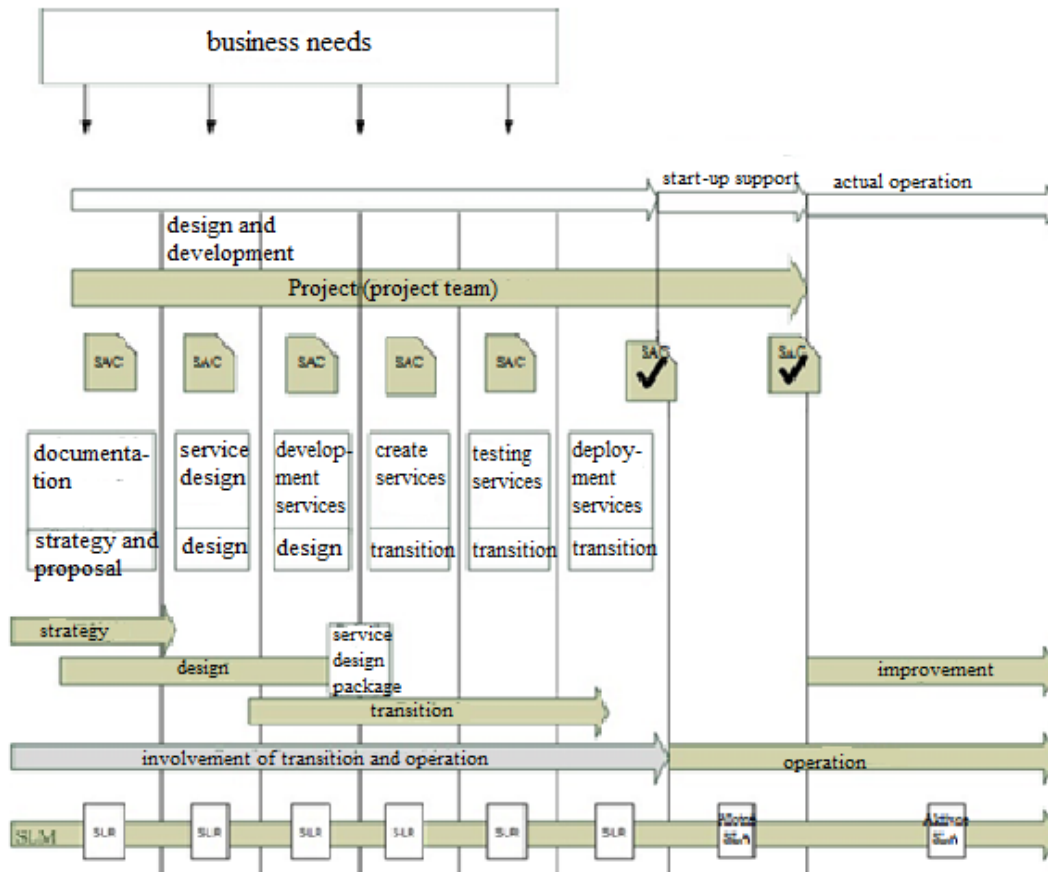 business needs
start-up support
actual operation
design and
development
Project (project team)
SAC
SAC
SAC
SAC
SAC
SAC
SAC
documenta-
tion
service
design
develop-
ment
services
create
services
testing
services
deploy-
yment
services
strategy and
proposal
design
design
transition
transition
transition
strategy
service
design
package
design
improvement
transition
involvement of transition and operation
operation
SLM
SLR
SLR
SLR
SLR
SLR
SLR